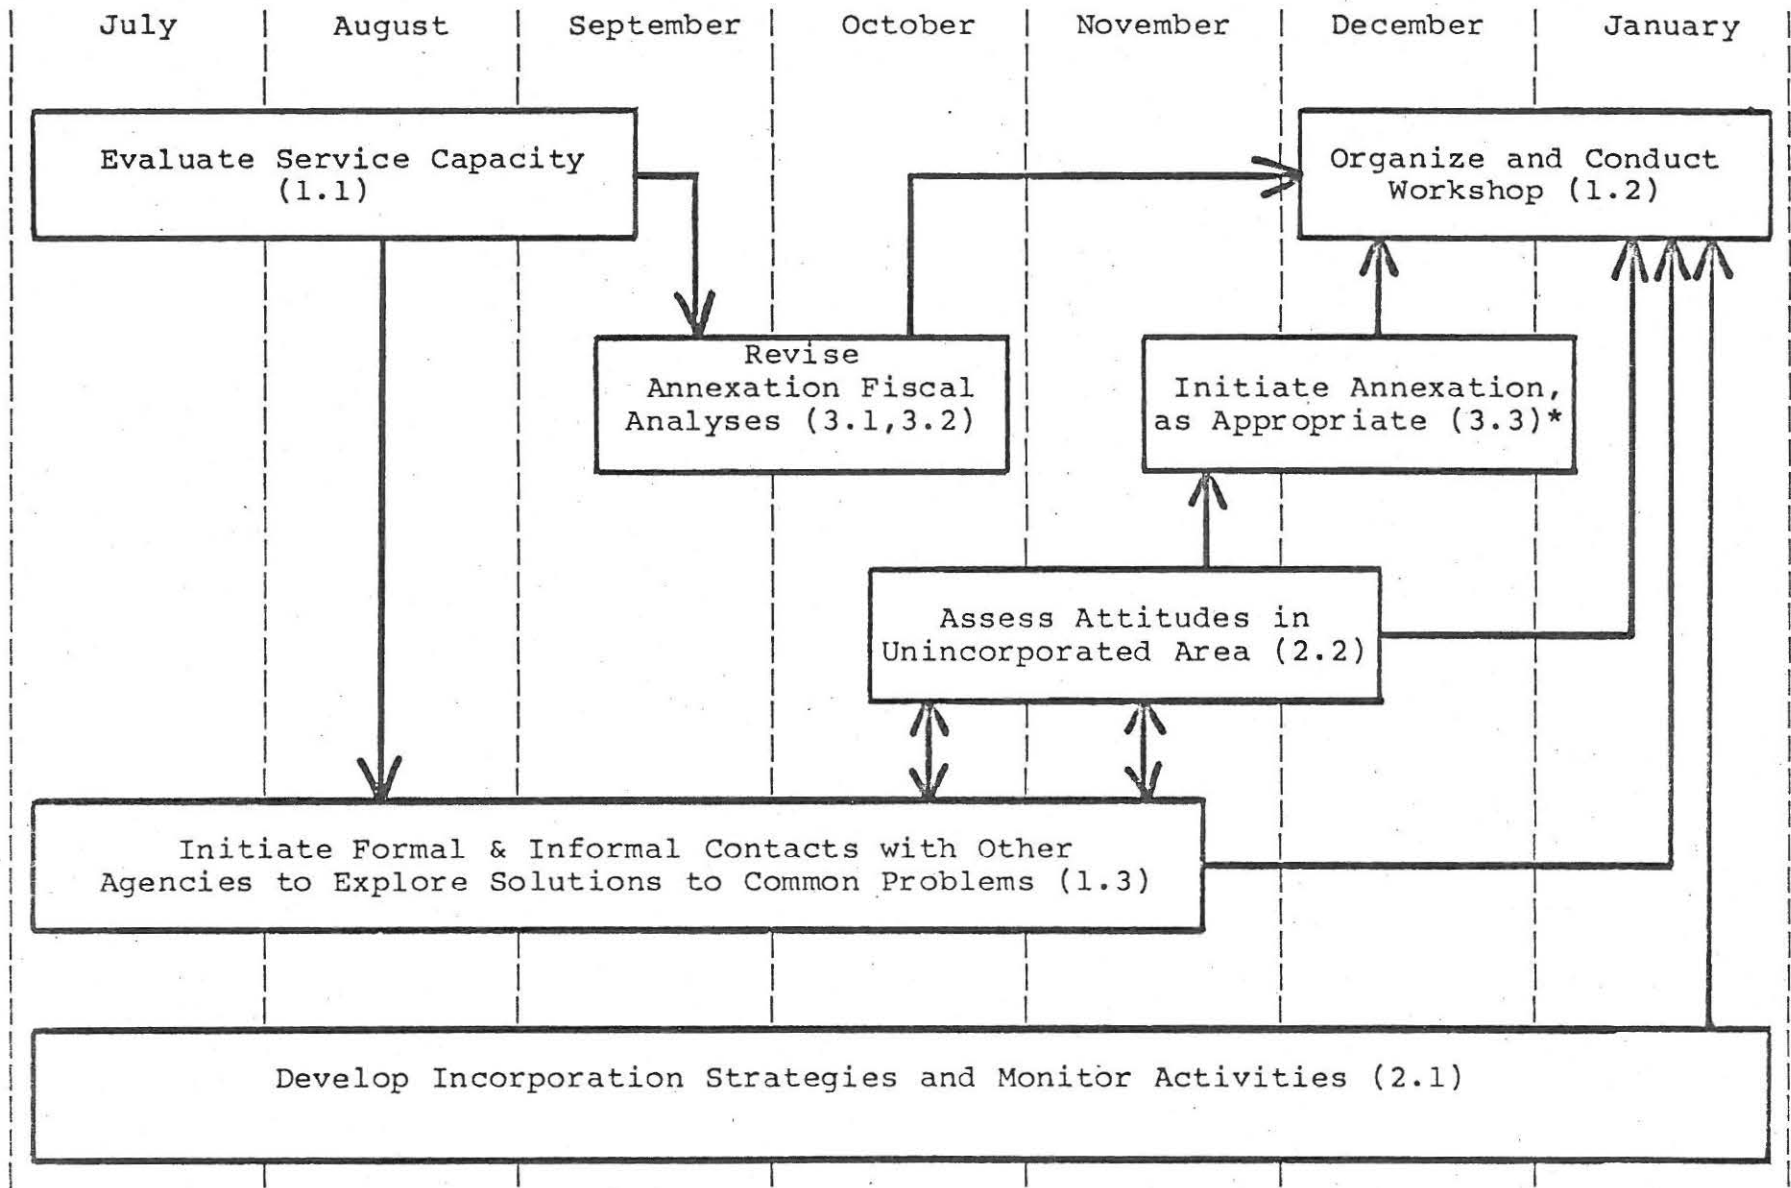 July August September October November December January
Evaluate Service Capacity
(1.1)
Organize and Conduct
Workshop (1.2)
Revise
Annexation Fiscal
Analyses (3.1,3.2)
Initiate Annexation,
as Appropriate (3.3)*
Assess Attitudes in
Unincorporated Area (2.2)
Initiate Formal & Informal Contacts with Other
Agencies to Explore Solutions to Common Problems (1.3)
Develop Incorporation Strategies and Monitor Activities (2.1)